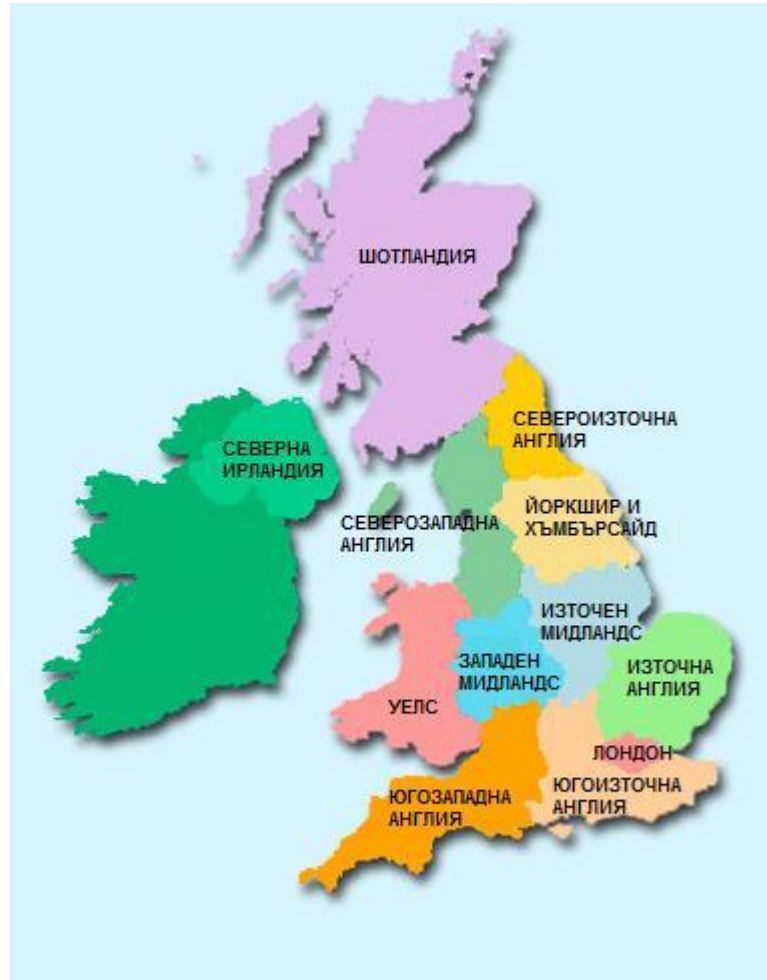 ШОТЛАНДИЯ
СЕВЕРОИЗТОЧНА
АНГЛИЯ
СЕВЕРНА
ИРЛАНДИЯ
ЙОРКШИР И
ХЪМБЪРСАЙД
СЕВЕРОЗАПАДНА
АНГЛИЯ
ИЗТОЧЕН
МИДЛАНДС
ЗАПАДЕН
МИДЛАНДС
ИЗТОЧНА
АНГЛИЯ
УЕЛС
ЛОНДОН
ЮГОЗАПАДНА
АНГЛИЯ
ЮГОИЗТОЧНА
АНГЛИЯ